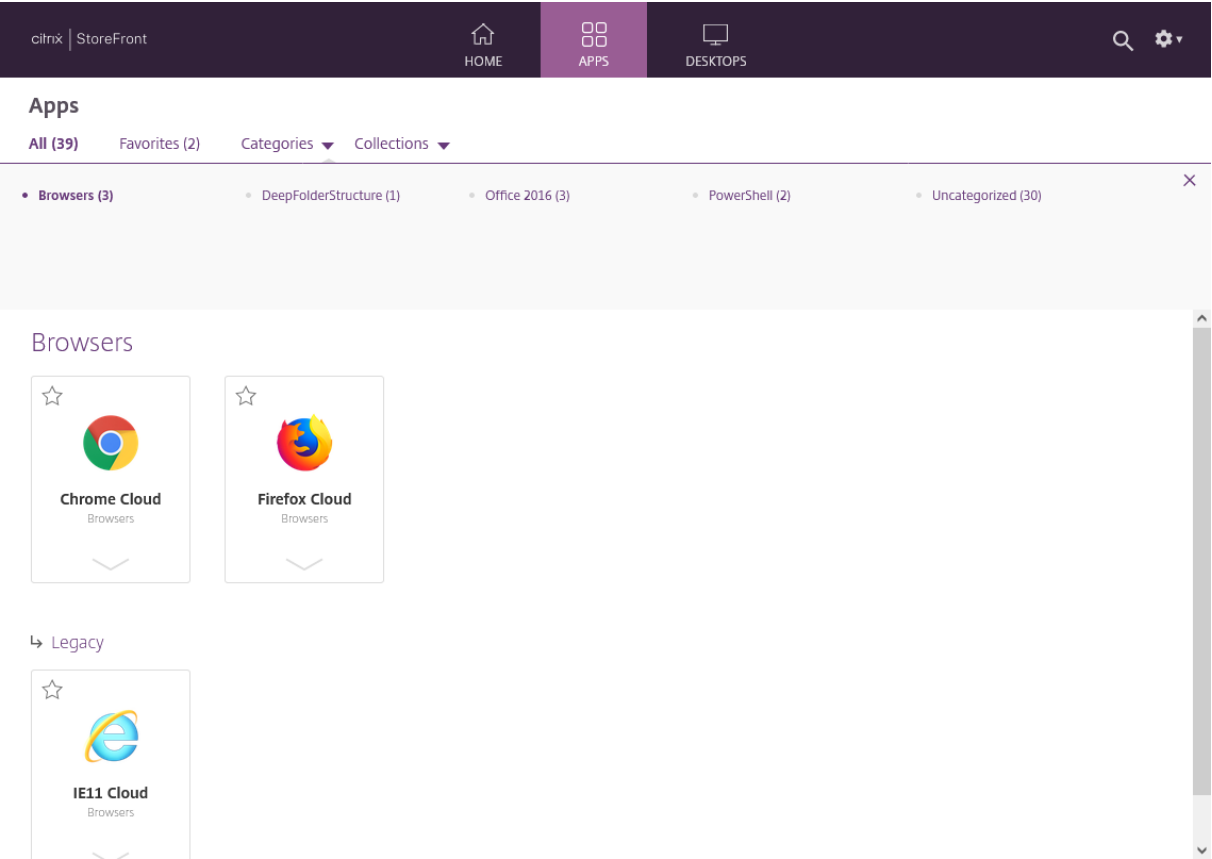 citrix | StoreFront
HOME
APPS
DESKTOPS
Apps
All (39) Favorites (2) Categories Collections
Browsers (3) DeepFolderStructure (1) Office 2016 (3) PowerShell (2) Uncategorized (30)
Browsers
Chrome Cloud
Browsers
Firefox Cloud
Browsers
Legacy
IE11 Cloud
Browsers